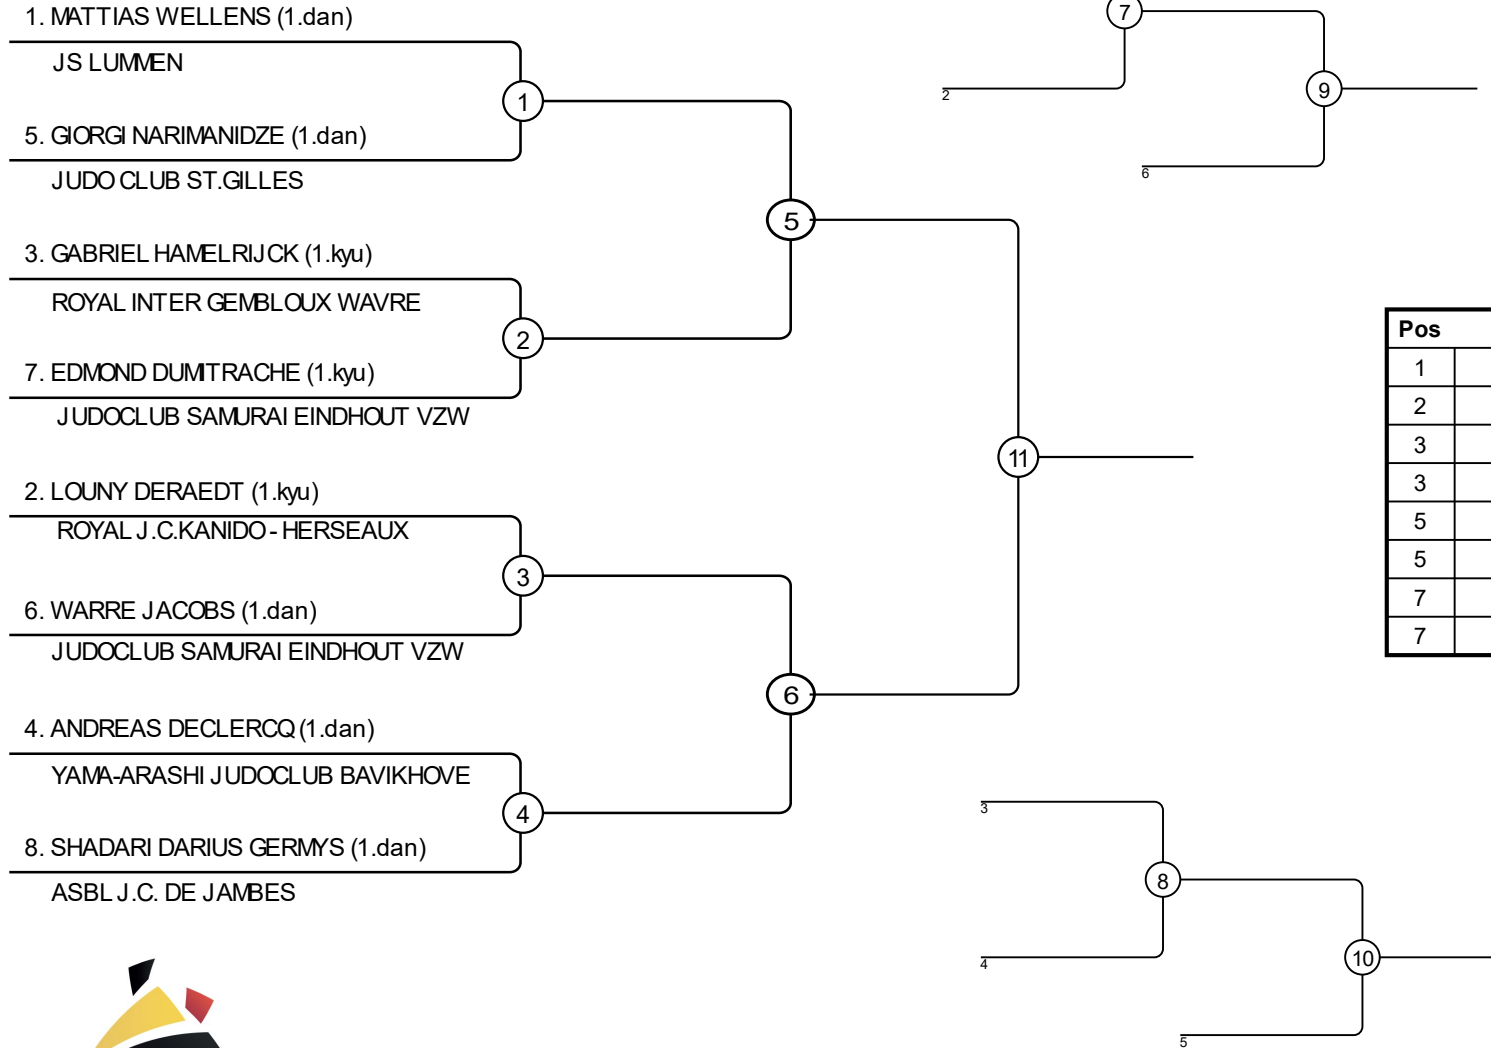 1. MATTIAS WELLENS (1.dan)
JS LUMMEN
1
5. GIORGI NARIMANIDZE (1.dan)
JUDO CLUB ST.GILLES
5
3. GABRIEL HAMELRIJCK (1.kyu)
ROYAL INTER GEMBLOUX WAVRE
2
7. EDMOND DUMITRACHE (1.kyu)
JUDOCLUB SAMURAI EINDHOUT VZW
11
2. LOUNY DERAEDT (1.kyu)
ROYAL J.C.KANIDO - HERSEAUX
3
6. WARRE JACOBS (1.dan)
JUDOCLUB SAMURAI EINDHOUT VZW
6
4. ANDREAS DECLERCQ (1.dan)
YAMA-ARASHI JUDOCLUB BAVIKHOVE
4
8. SHADARI DARIUS GERMYS (1.dan)
ASBL J.C. DE JAMBES
7
2
9
6
Pos
1
2
3
3
5
5
7
7
3
8
4
10
5